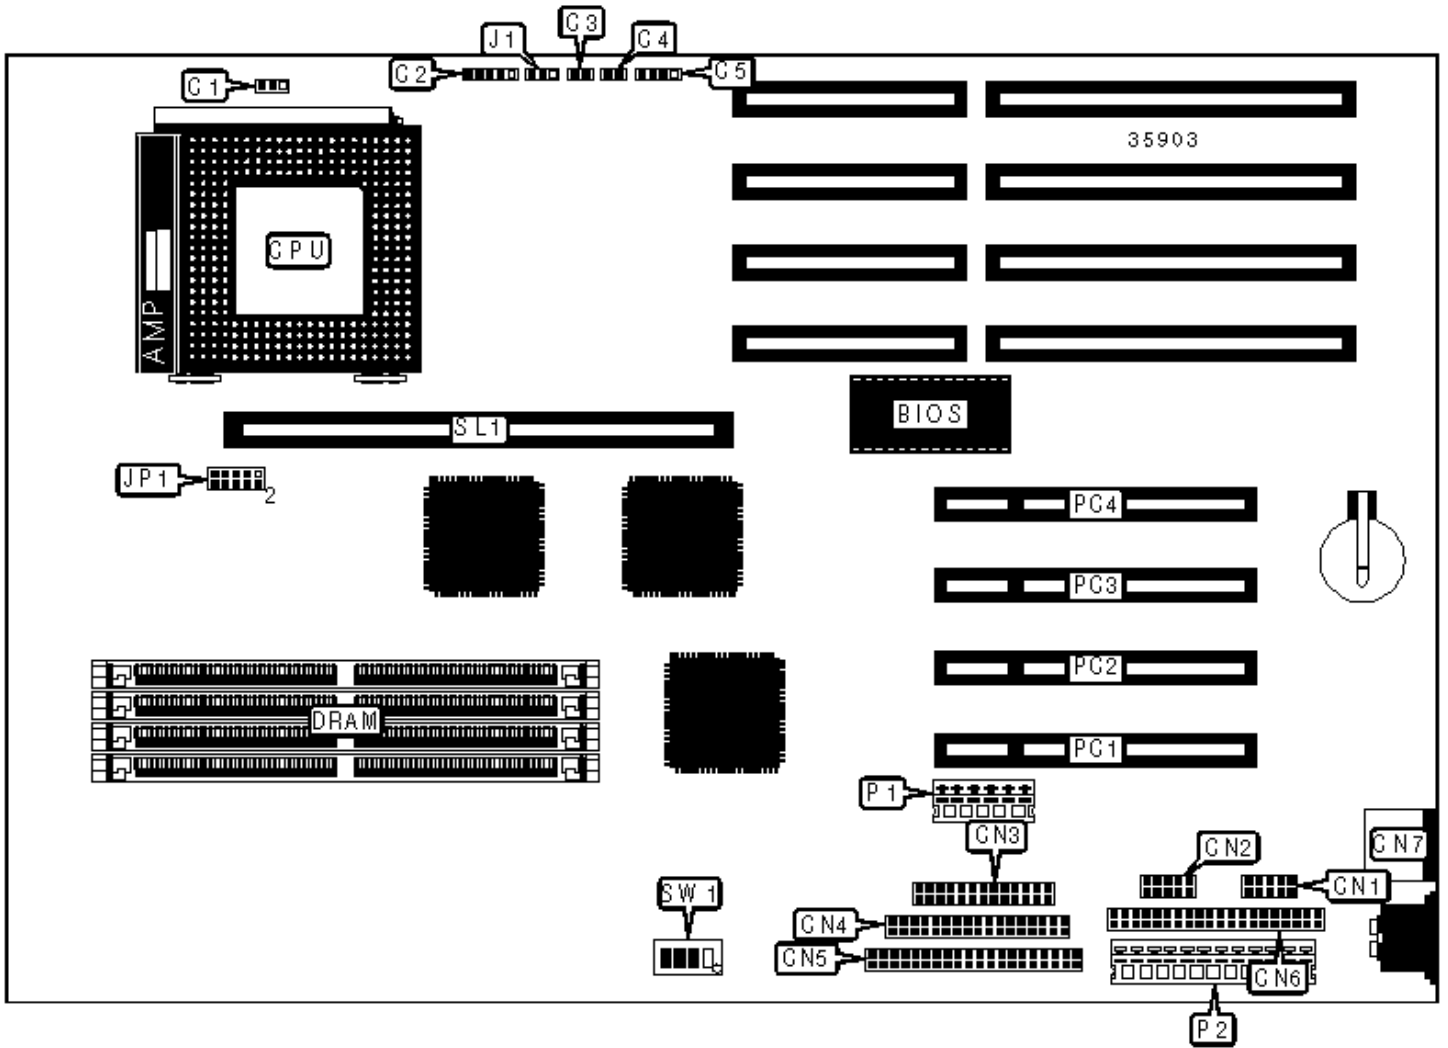 C3
J1
C4
C2
C5
C1
35903
CPU
AMP
BIOS
SL1
JP1
2
PC4
PC3
PC2
DRAM
PC1
P1
CN3
CN2
CN7
SW1
CN1
CN4
CN5
CN6
P2